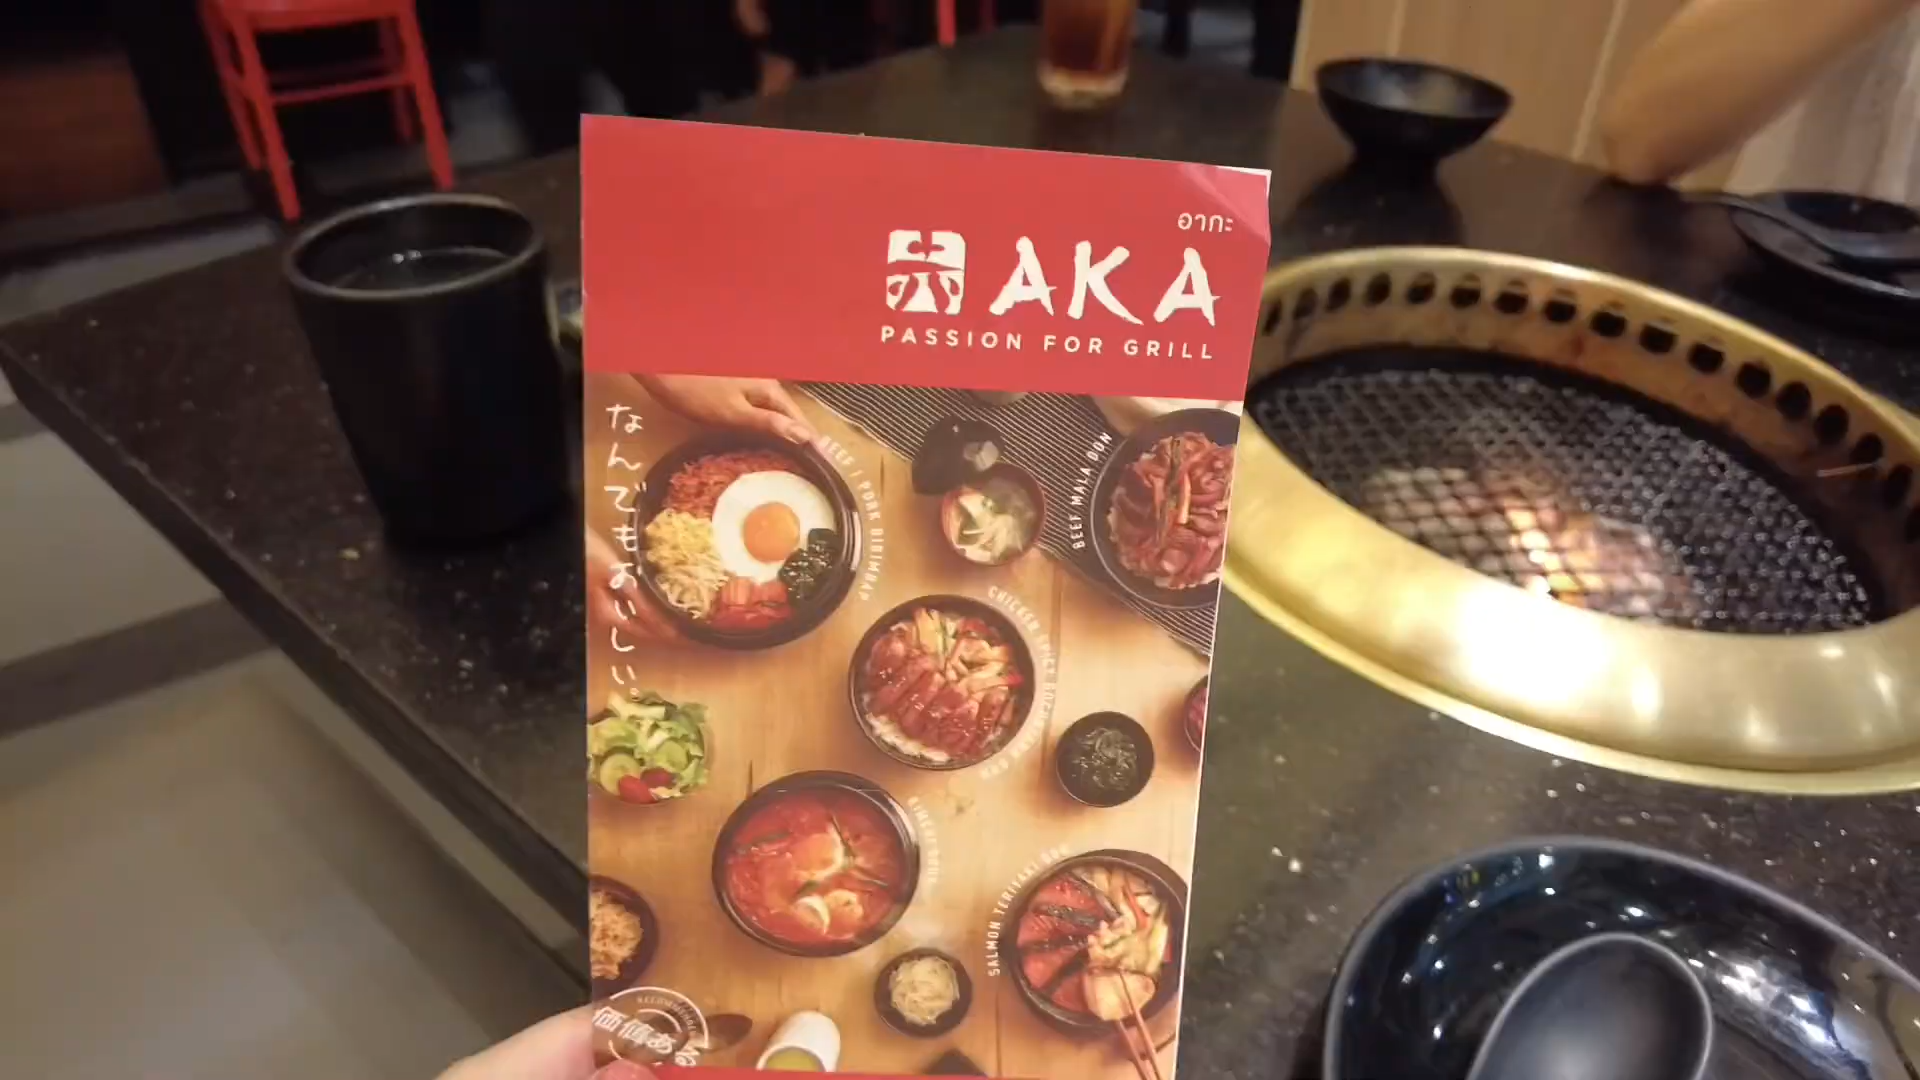 อากะ
AKA
PASSION FOR GRILL
なんでもおいしい。
BEEF / PORK BIBIMBAP
BEEF MALA DON
CHICKEN SPICY
KIMCHI
SALMON TERIYAKI DON